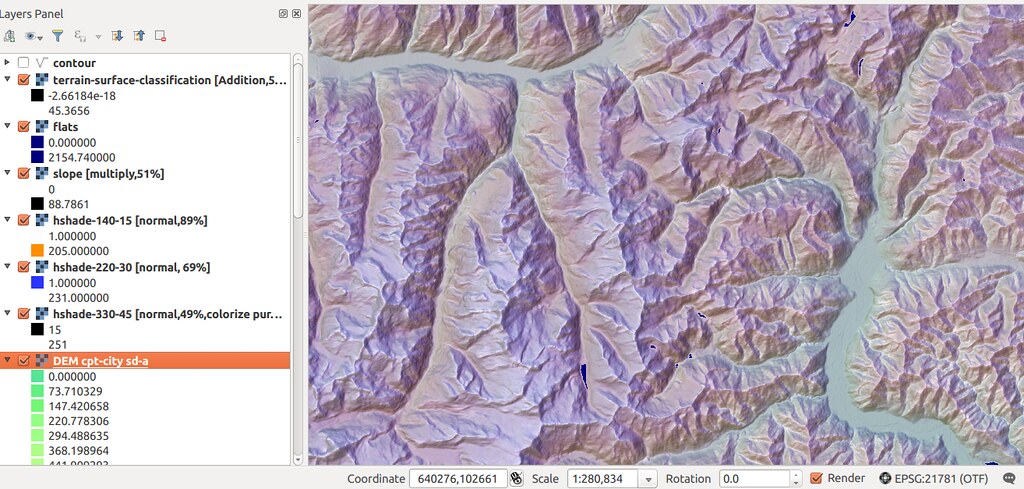 Layers Panel
contour
terrain-surface-classification [Addition,5...
-2.66184e-18
45.3656
flats
0.000000
2154.740000
slope [multiply,51%]
0
88.7861
hshade-140-15 [normal,89%]
1.000000
205.000000
hshade-220-30 [normal, 69%]
1.000000
231.000000
hshade-330-45 [normal,49%,colorize pur...
15
251
DEM cpt-city sd-a
0.000000
73.710329
147.420658
220.778306
294.488635
368.198964
Coordinate 640276,102661 Scale 1:280,834 Rotation 0.0 Render EPSG:21781 (OTF)